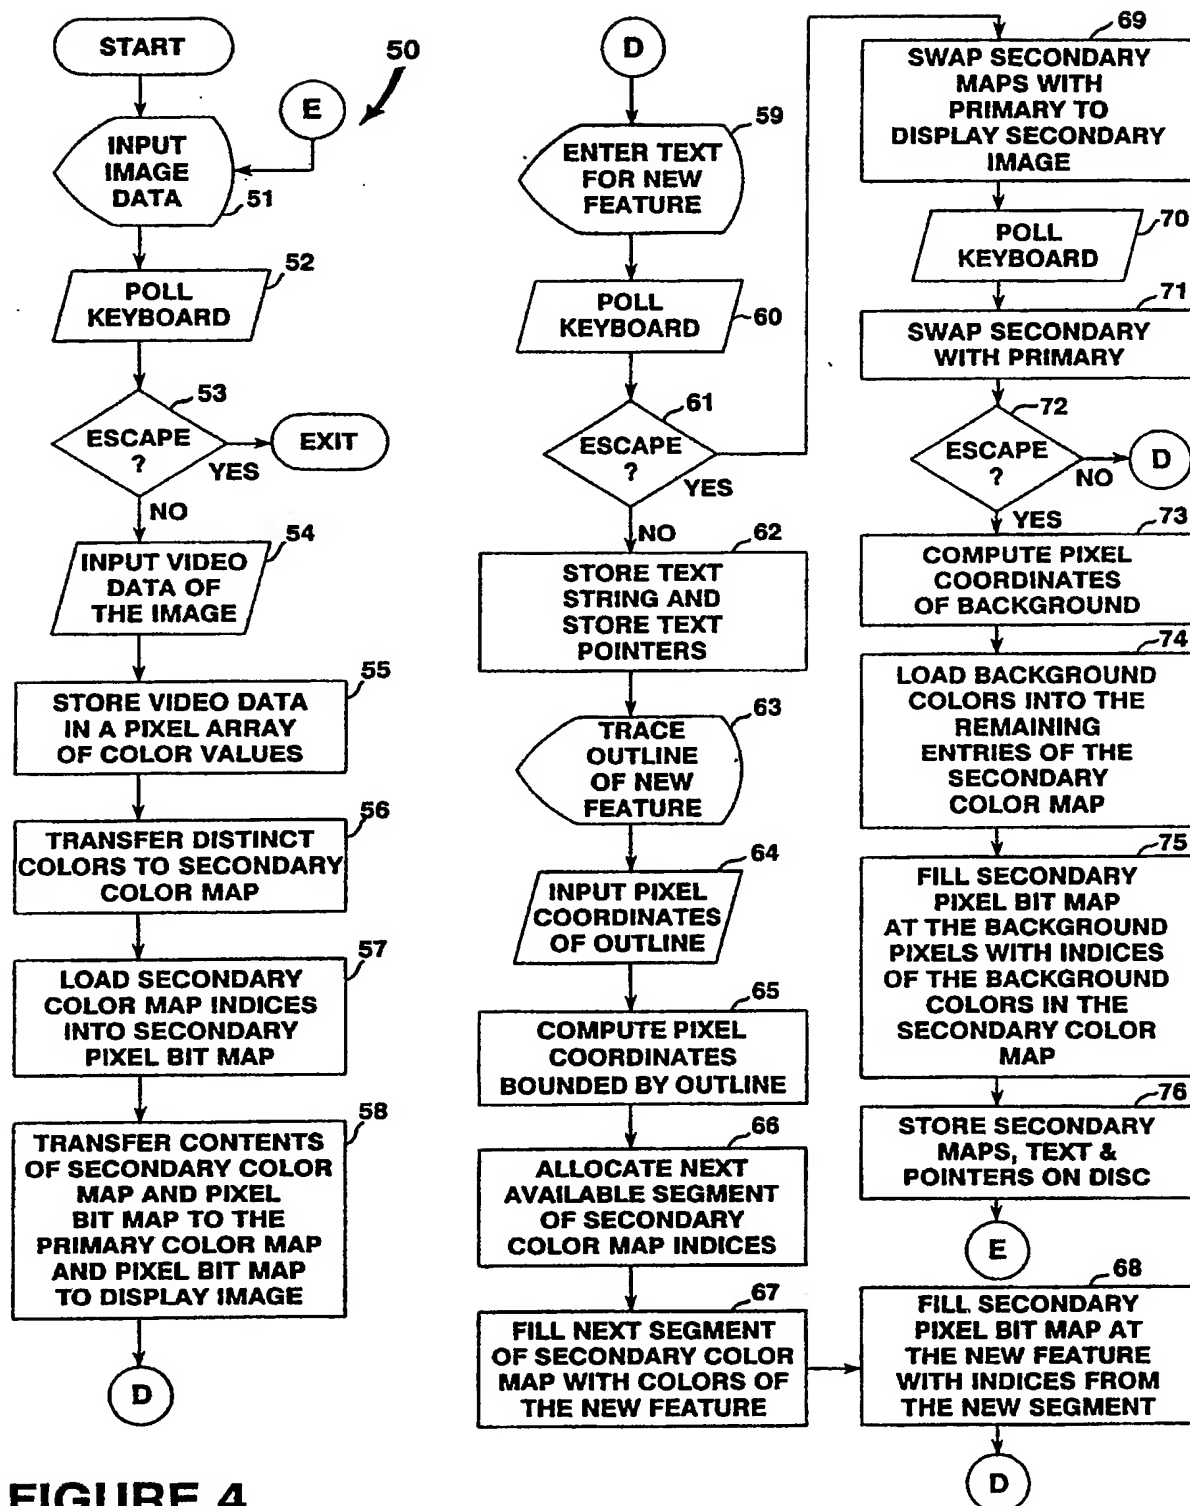 START
50
E
INPUT
IMAGE
DATA
51
52
POLL
KEYBOARD
53
ESCAPE
?
YES
EXIT
NO
54
INPUT VIDEO
DATA OF
THE IMAGE
55
STORE VIDEO DATA
IN A PIXEL ARRAY
OF COLOR VALUES
56
TRANSFER DISTINCT
COLORS TO SECONDARY
COLOR MAP
57
LOAD SECONDARY
COLOR MAP INDICES
INTO SECONDARY
PIXEL BIT MAP
58
TRANSFER CONTENTS
OF SECONDARY COLOR
MAP AND PIXEL
BIT MAP TO THE
PRIMARY COLOR MAP
AND PIXEL BIT MAP
TO DISPLAY IMAGE
D
D
59
ENTER TEXT
FOR NEW
FEATURE
POLL
KEYBOARD
60
61
ESCAPE
?
YES
NO
62
STORE TEXT
STRING AND
STORE TEXT
POINTERS
63
TRACE
OUTLINE
OF NEW
FEATURE
64
INPUT PIXEL
COORDINATES
OF OUTLINE
65
COMPUTE PIXEL
COORDINATES
BOUNDED BY OUTLINE
66
ALLOCATE NEXT
AVAILABLE SEGMENT
OF SECONDARY
COLOR MAP INDICES
67
FILL NEXT SEGMENT
OF SECONDARY COLOR
MAP WITH COLORS OF
THE NEW FEATURE
69
SWAP SECONDARY
MAPS WITH
PRIMARY TO
DISPLAY SECONDARY
IMAGE
70
POLL
KEYBOARD
71
SWAP SECONDARY
WITH PRIMARY
72
ESCAPE
?
NO
D
YES
73
COMPUTE PIXEL
COORDINATES
OF BACKGROUND
74
LOAD BACKGROUND
COLORS INTO THE
REMAINING
ENTRIES OF THE
SECONDARY
COLOR MAP
75
FILL SECONDARY
PIXEL BIT MAP
AT THE BACKGROUND
PIXELS WITH INDICES
OF THE BACKGROUND
COLORS IN THE
SECONDARY COLOR
MAP
76
STORE SECONDARY
MAPS, TEXT &
POINTERS ON DISC
E
68
FILL SECONDARY
PIXEL BIT MAP AT
THE NEW FEATURE
WITH INDICES FROM
THE NEW SEGMENT
D
FIGURE 4